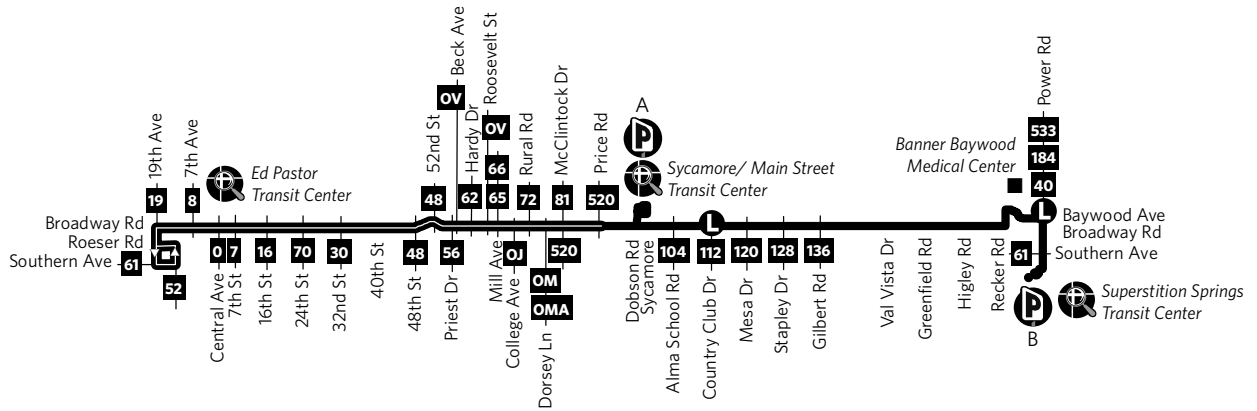 19th Ave
19
7th Ave
8
Ed Pastor
Transit Center
52nd St
48
Beck Ave
OV
Hardy Dr
62
Roosevelt St
OV
66
65
Rural Rd
72
McClintock Dr
81
Price Rd
520
A
P
Sycamore/ Main Street
Transit Center
Banner Baywood
Medical Center
Power Rd
533
184
40
L
Broadway Rd
Roeser Rd
Southern Ave
61
52
L
Baywood Ave
Broadway Rd
Southern Ave
61
0
Central Ave
7
7th St
16
16th St
70
24th St
30
32nd St
40th St
48
48th St
56
Priest Dr
Mill Ave
OJ
College Ave
OM
OMA
Dorsey Ln
520
Dobson Rd
Sycamore
104
Alma School Rd
112
Country Club Dr
120
Mesa Dr
128
Stapley Dr
136
Gilbert Rd
Val Vista Dr
Greenfield Rd
Higley Rd
Recker Rd
P
B
Superstition Springs
Transit Center